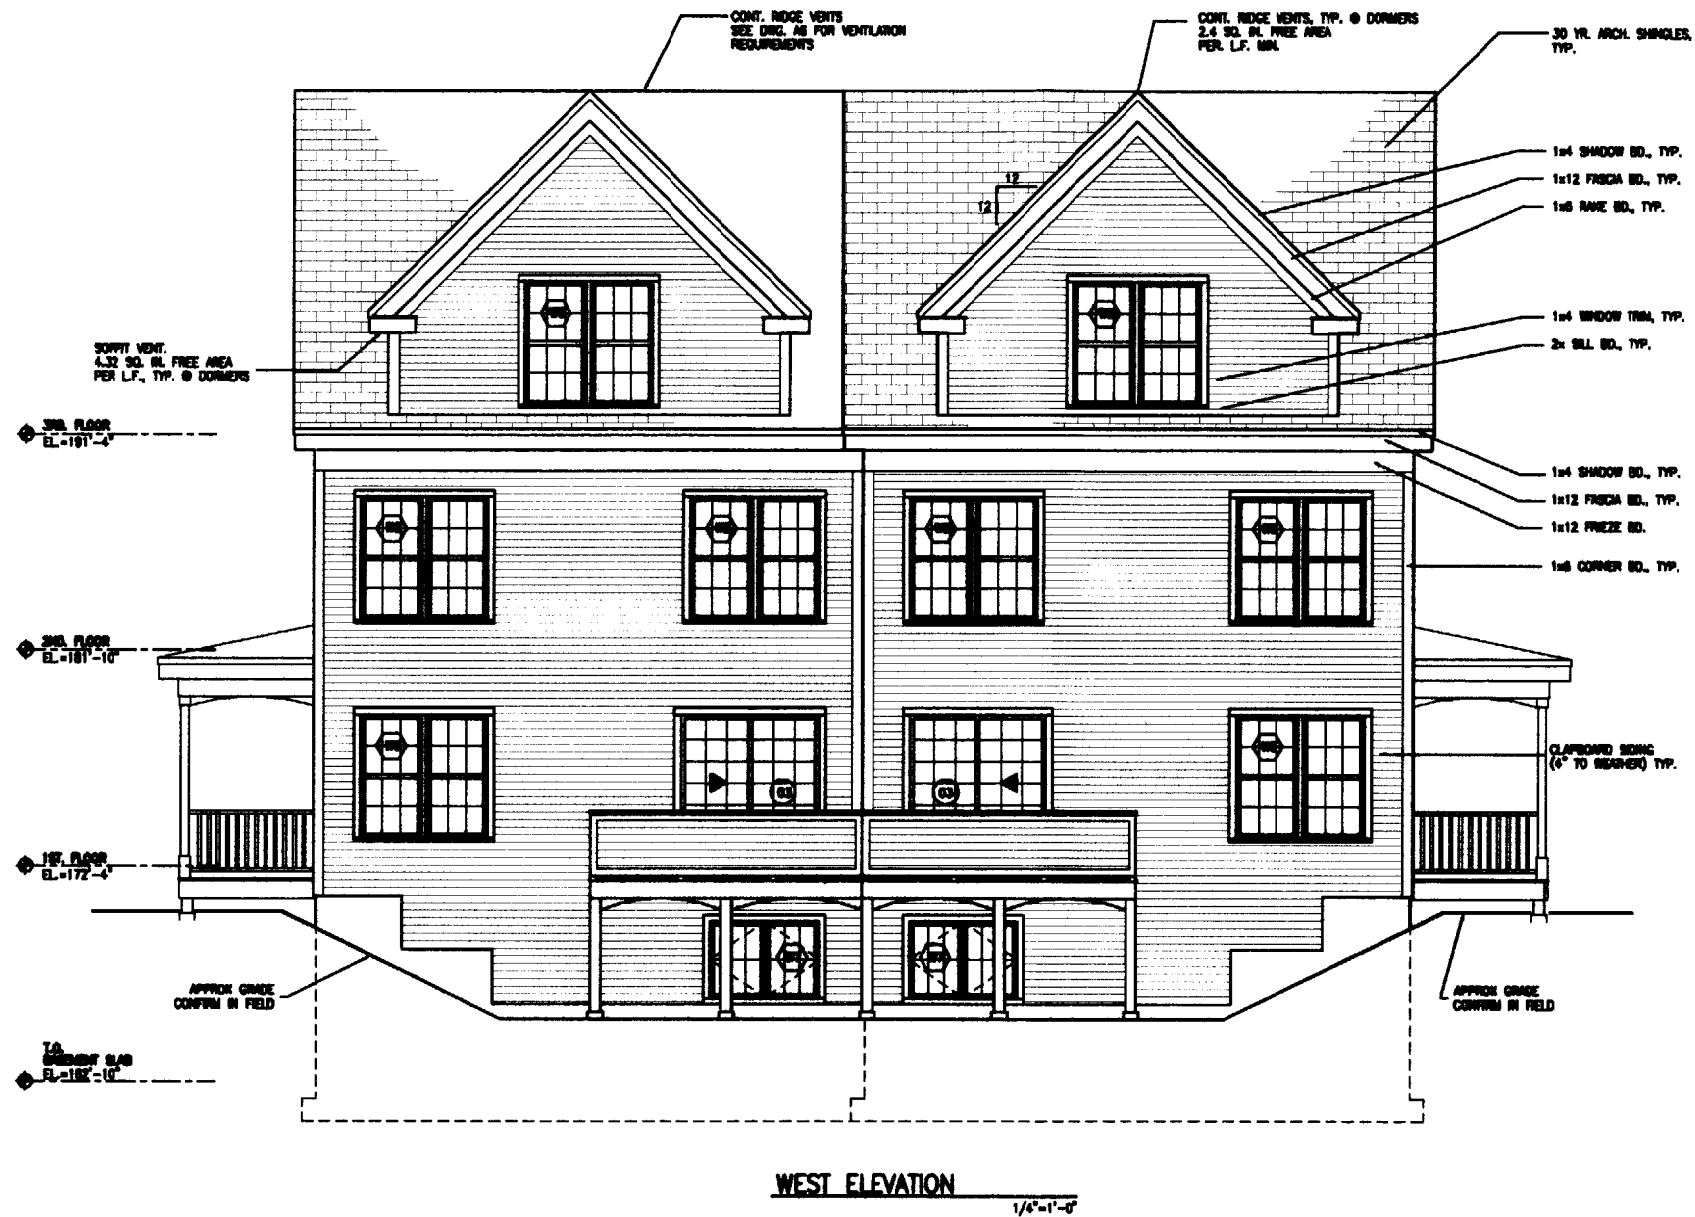 CONT. RIDGE VENTS
SEE DWG. A6 FOR VENTILATION
REQUIREMENTS
CONT. RIDGE VENTS, TYP. @ DORMERS
2.4 SQ. IN. FREE AREA
PER. L.F. MIN.
30 YR. ARCH. SHINGLES,
TYP.
1x4 SHADOW BD., TYP.
1x12 FASCIA BD., TYP.
1x6 RAKE BD., TYP.
12
12
1x4 WINDOW TRIM, TYP.
2x SILL BD., TYP.
SOFFIT VENT.
4.32 SQ. IN. FREE AREA
PER L.F., TYP. @ DORMERS
3RD. FLOOR
EL.=191'-4"
1x4 SHADOW BD., TYP.
1x12 FASCIA BD., TYP.
1x12 FRIEZE BD.
1x6 CORNER BD., TYP.
2ND. FLOOR
EL.=181'-10"
CLAPBOARD SIDING
(4" TO WEATHER) TYP.
03
03
1ST. FLOOR
EL.=172'-4"
APPROX GRADE
CONFIRM IN FIELD
APPROX GRADE
CONFIRM IN FIELD
T.O.
BASEMENT SLAB
EL.=162'-10"
WEST ELEVATION
1/4"=1'-0"